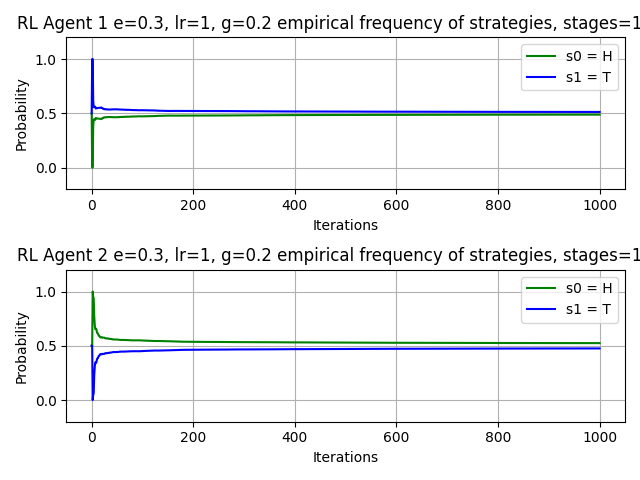 RL Agent 1 e=0.3, lr=1, g=0.2 empirical frequency of strategies, stages=1
1.0
0.5
0.0
Probability
s0 = H
s1 = T
0 200 400 600 800 1000
Iterations
RL Agent 2 e=0.3, lr=1, g=0.2 empirical frequency of strategies, stages=1
1.0
0.5
0.0
Probability
s0 = H
s1 = T
0 200 400 600 800 1000
Iterations